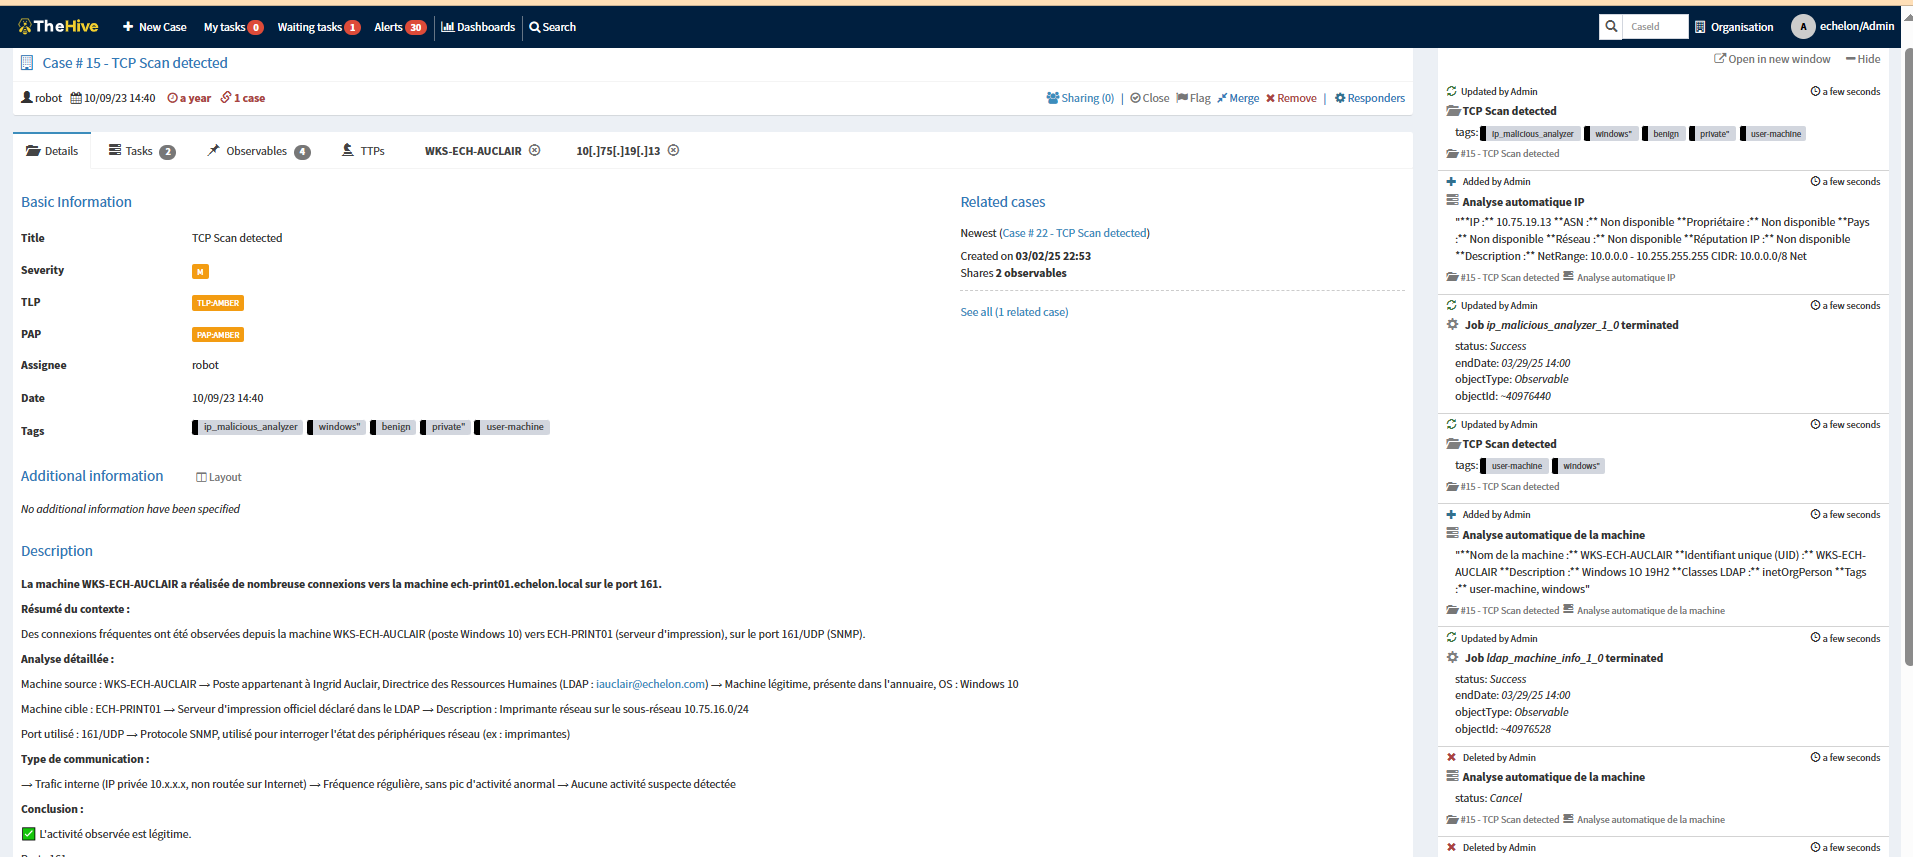 TheHive
New Case
My tasks 0
Waiting tasks 1
Alerts 30
Dashboards
Search
CaseId
Organisation
A echelon/Admin
Case # 15 - TCP Scan detected
robot 10/09/23 14:40 a year 1 case
Sharing (0) | Close Flag Merge Remove | Responders
Details
Tasks 2
Observables 4
TTPs
WKS-ECH-AUCLAIR
10[.]75[.]19[.]13
Basic Information
Title TCP Scan detected
Severity M
TLP TLP:AMBER
PAP PAP:AMBER
Assignee robot
Date 10/09/23 14:40
Tags ip_malicious_analyzer windows" benign private" user-machine
Related cases
Newest (Case # 22 - TCP Scan detected)
Created on 03/02/25 22:53
Shares 2 observables
See all (1 related case)
Additional information Layout
No additional information have been specified
Description
La machine WKS-ECH-AUCLAIR a réalisée de nombreuse connexions vers la machine ech-print01.echelon.local sur le port 161.
Résumé du contexte :
Des connexions fréquentes ont été observées depuis la machine WKS-ECH-AUCLAIR (poste Windows 10) vers ECH-PRINT01 (serveur d'impression), sur le port 161/UDP (SNMP).
Analyse détaillée :
Machine source : WKS-ECH-AUCLAIR → Poste appartenant à Ingrid Auclair, Directrice des Ressources Humaines (LDAP : iauclair@echelon.com) → Machine légitime, présente dans l'annuaire, OS : Windows 10
Machine cible : ECH-PRINT01 → Serveur d'impression officiel déclaré dans le LDAP → Description : Imprimante réseau sur le sous-réseau 10.75.16.0/24
Port utilisé : 161/UDP → Protocole SNMP, utilisé pour interroger l'état des périphériques réseau (ex : imprimantes)
Type de communication :
→ Trafic interne (IP privée 10.x.x.x, non routée sur Internet) → Fréquence régulière, sans pic d'activité anormal → Aucune activité suspecte détectée
Conclusion :
✅ L'activité observée est légitime.
Open in new window Hide
Updated by Admin a few seconds
TCP Scan detected
tags: ip_malicious_analyzer windows" benign private" user-machine
#15 - TCP Scan detected
Added by Admin a few seconds
Analyse automatique IP
"**IP :** 10.75.19.13 **ASN :** Non disponible **Propriétaire :** Non disponible **Pays
:** Non disponible **Réseau :** Non disponible **Réputation IP :** Non disponible
**Description :** NetRange: 10.0.0.0 - 10.255.255.255 CIDR: 10.0.0.0/8 Net
#15 - TCP Scan detected Analyse automatique IP
Updated by Admin a few seconds
Job ip_malicious_analyzer_1_0 terminated
status: Success
endDate: 03/29/25 14:00
objectType: Observable
objectId: ~40976440
Updated by Admin a few seconds
TCP Scan detected
tags: user-machine windows"
#15 - TCP Scan detected
Added by Admin a few seconds
Analyse automatique de la machine
"**Nom de la machine :** WKS-ECH-AUCLAIR **Identifiant unique (UID) :** WKS-ECH-
AUCLAIR **Description :** Windows 1O 19H2 **Classes LDAP :** inetOrgPerson **Tags
:** user-machine, windows"
#15 - TCP Scan detected Analyse automatique de la machine
Updated by Admin a few seconds
Job ldap_machine_info_1_0 terminated
status: Success
endDate: 03/29/25 14:00
objectType: Observable
objectId: ~40976528
Deleted by Admin a few seconds
Analyse automatique de la machine
status: Cancel
#15 - TCP Scan detected Analyse automatique de la machine
Deleted by Admin a few seconds